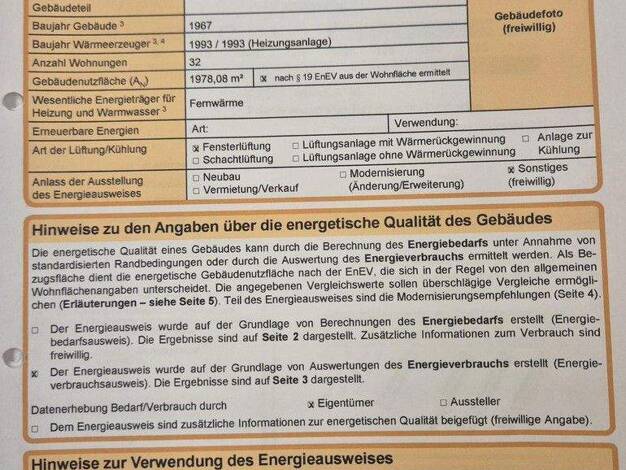 Gebäudeteil
Gebäudefoto
(freiwillig)
Baujahr Gebäude ³ 1967
Baujahr Wärmeerzeuger ³, ⁴ 1993 / 1993 (Heizungsanlage)
Anzahl Wohnungen 32
Gebäudenutzfläche (A_N) 1978,08 m² ☒ nach § 19 EnEV aus der Wohnfläche ermittelt
Wesentliche Energieträger für
Heizung und Warmwasser ³ Fernwärme
Erneuerbare Energien Art: Verwendung:
Art der Lüftung/Kühlung ☒ Fensterlüftung ☐ Lüftungsanlage mit Wärmerückgewinnung ☐ Anlage zur
☐ Schachtlüftung ☐ Lüftungsanlage ohne Wärmerückgewinnung Kühlung
Anlass der Ausstellung ☐ Neubau ☐ Modernisierung ☒ Sonstiges
des Energieausweises ☐ Vermietung/Verkauf (Änderung/Erweiterung) (freiwillig)
Hinweise zu den Angaben über die energetische Qualität des Gebäudes
Die energetische Qualität eines Gebäudes kann durch die Berechnung des Energiebedarfs unter Annahme von
standardisierten Randbedingungen oder durch die Auswertung des Energieverbrauchs ermittelt werden. Als Be-
zugsfläche dient die energetische Gebäudenutzfläche nach der EnEV, die sich in der Regel von den allgemeinen
Wohnflächenangaben unterscheidet. Die angegebenen Vergleichswerte sollen überschlägige Vergleiche ermögli-
chen (Erläuterungen – siehe Seite 5). Teil des Energieausweises sind die Modernisierungsempfehlungen (Seite 4).
☐ Der Energieausweis wurde auf der Grundlage von Berechnungen des Energiebedarfs erstellt (Energie-
bedarfsausweis). Die Ergebnisse sind auf Seite 2 dargestellt. Zusätzliche Informationen zum Verbrauch sind
freiwillig.
☒ Der Energieausweis wurde auf der Grundlage von Auswertungen des Energieverbrauchs erstellt (Energie-
verbrauchsausweis). Die Ergebnisse sind auf Seite 3 dargestellt.
Datenerhebung Bedarf/Verbrauch durch ☒ Eigentümer ☐ Aussteller
☐ Dem Energieausweis sind zusätzliche Informationen zur energetischen Qualität beigefügt (freiwillige Angabe).
Hinweise zur Verwendung des Energieausweises